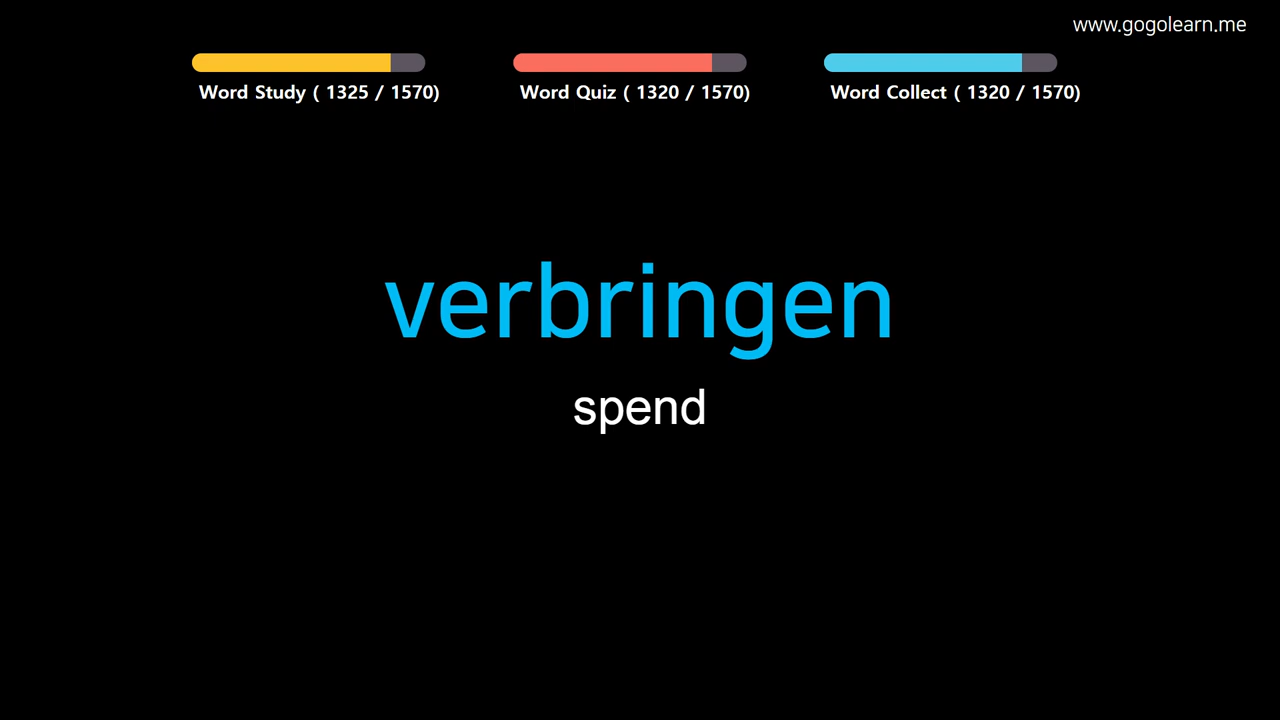 www.gogolearn.me
Word Study ( 1325 / 1570)
Word Quiz ( 1320 / 1570)
Word Collect ( 1320 / 1570)
verbringen
spend